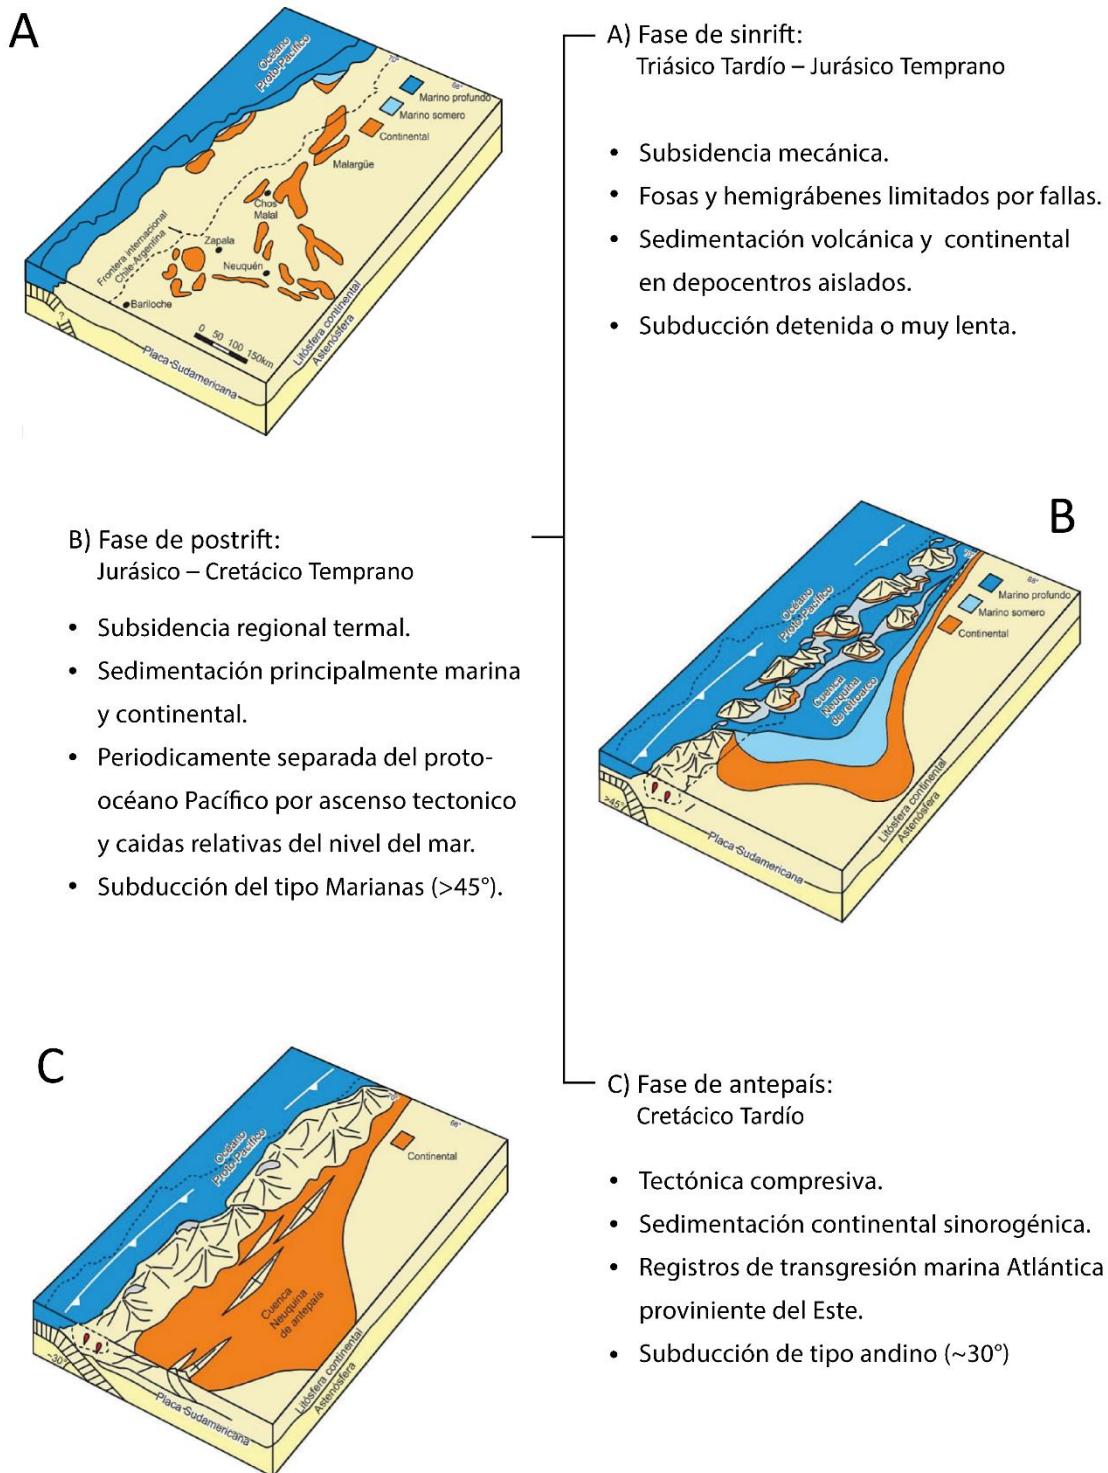 A
Océano
Proto-Pacífico
70°
68°
Marino profundo
Marino somero
Continental
Malargüe
Chos
Malal
Zapala
Neuquén
Bariloche
Frontera internacional
Chile-Argentina
0 50 100 150km
?
Placa Sudamericana
Litósfera continental
Astenósfera
A) Fase de sinrift:
Triásico Tardío – Jurásico Temprano
• Subsidencia mecánica.
• Fosas y hemigrábenes limitados por fallas.
• Sedimentación volcánica y continental
en depocentros aislados.
• Subducción detenida o muy lenta.
B) Fase de postrift:
Jurásico – Cretácico Temprano
• Subsidencia regional termal.
• Sedimentación principalmente marina
y continental.
• Periodicamente separada del proto-
océano Pacífico por ascenso tectonico
y caidas relativas del nivel del mar.
• Subducción del tipo Marianas (>45°).
B
Océano
Proto-Pacífico
68°
Marino profundo
Marino somero
Continental
Cuenca
Neuquina
de retroarco
>45°
Placa Sudamericana
Litósfera continental
Astenósfera
C
Océano
Proto-Pacífico
68°
Continental
Cuenca
Neuquina
de antepaís
~30°
Placa Sudamericana
Litósfera continental
Astenósfera
C) Fase de antepaís:
Cretácico Tardío
• Tectónica compresiva.
• Sedimentación continental sinorogénica.
• Registros de transgresión marina Atlántica
proviniente del Este.
• Subducción de tipo andino (~30°)